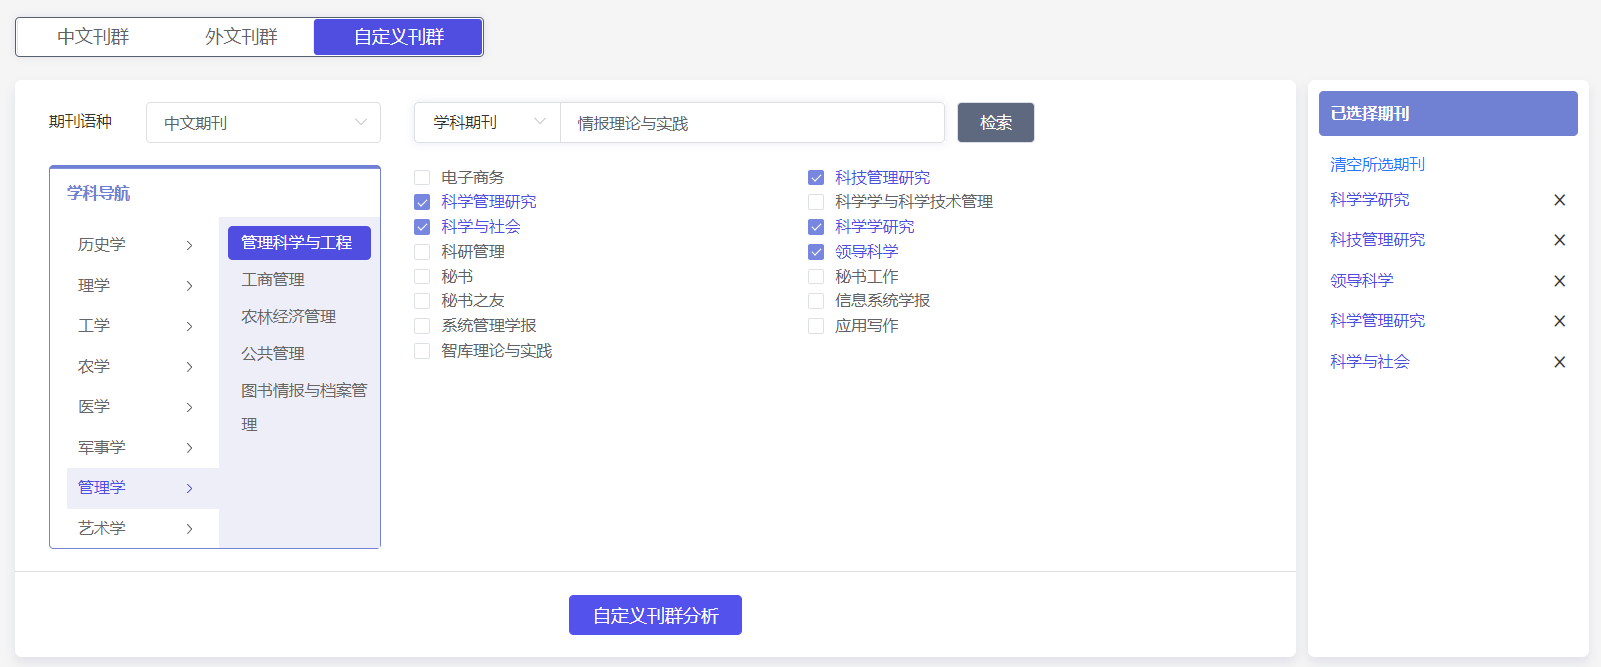 中文刊群
外文刊群
自定义刊群
期刊语种
中文期刊
学科期刊
情报理论与实践
检索
学科导航
历史学
理学
工学
农学
医学
军事学
管理学
艺术学
管理科学与工程
工商管理
农林经济管理
公共管理
图书情报与档案管
理
电子商务
科技管理研究
科学管理研究
科学学与科学技术管理
科学与社会
科学学研究
科研管理
领导科学
秘书
秘书工作
秘书之友
信息系统学报
系统管理学报
应用写作
智库理论与实践
自定义刊群分析
已选择期刊
清空所选期刊
科学学研究
科技管理研究
领导科学
科学管理研究
科学与社会